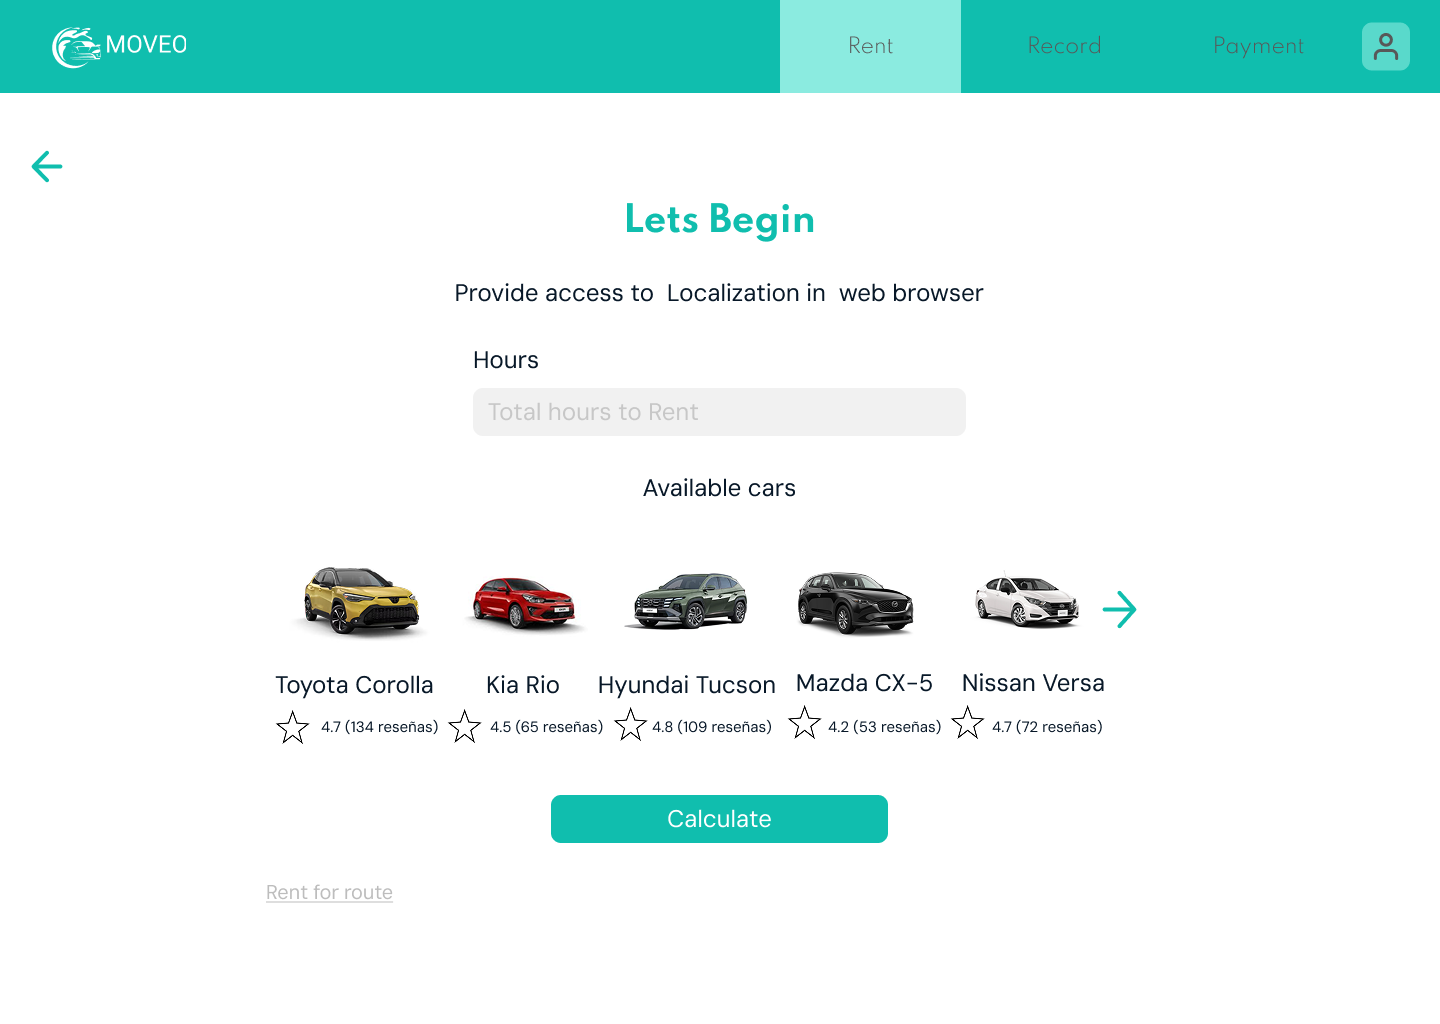 MOVEO
Rent
Record
Payment
Lets Begin
Provide access to  Localization in  web browser
Hours
Total hours to Rent
Available cars
Toyota Corolla
Kia Rio
Hyundai Tucson
Mazda CX-5
Nissan Versa
4.7 (134 reseñas)
4.5 (65 reseñas)
4.8 (109 reseñas)
4.2 (53 reseñas)
4.7 (72 reseñas)
Calculate
Rent for route